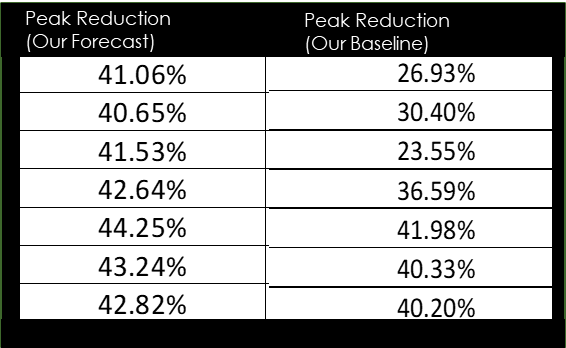 Peak Reduction
(Our Forecast)
Peak Reduction
(Our Baseline)
41.06% 26.93%
40.65% 30.40%
41.53% 23.55%
42.64% 36.59%
44.25% 41.98%
43.24% 40.33%
42.82% 40.20%